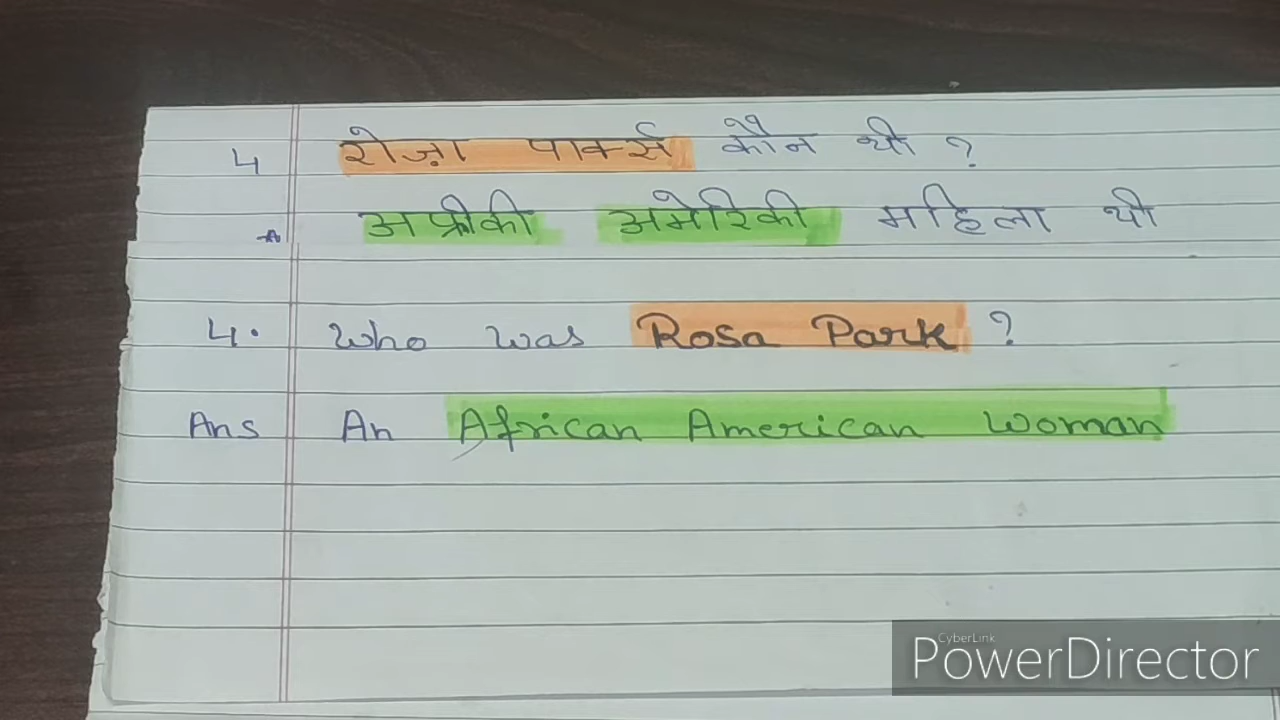 4 रोज़ा पार्क्स कौन थी ?
A अफ्रीकी अमेरिकी महिला थी
4. Who was Rosa Park ?
Ans An African American Woman
CyberLink
PowerDirector